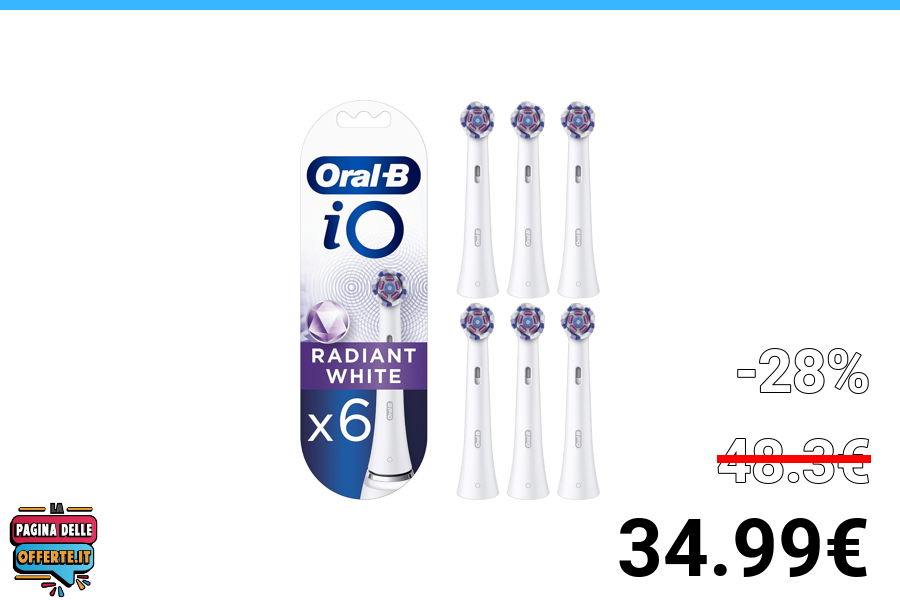 Oral-B
iO
RADIANT
WHITE
x6
-28%
48.3€
34.99€
LA
PAGINA DELLE
OFFERTE.IT